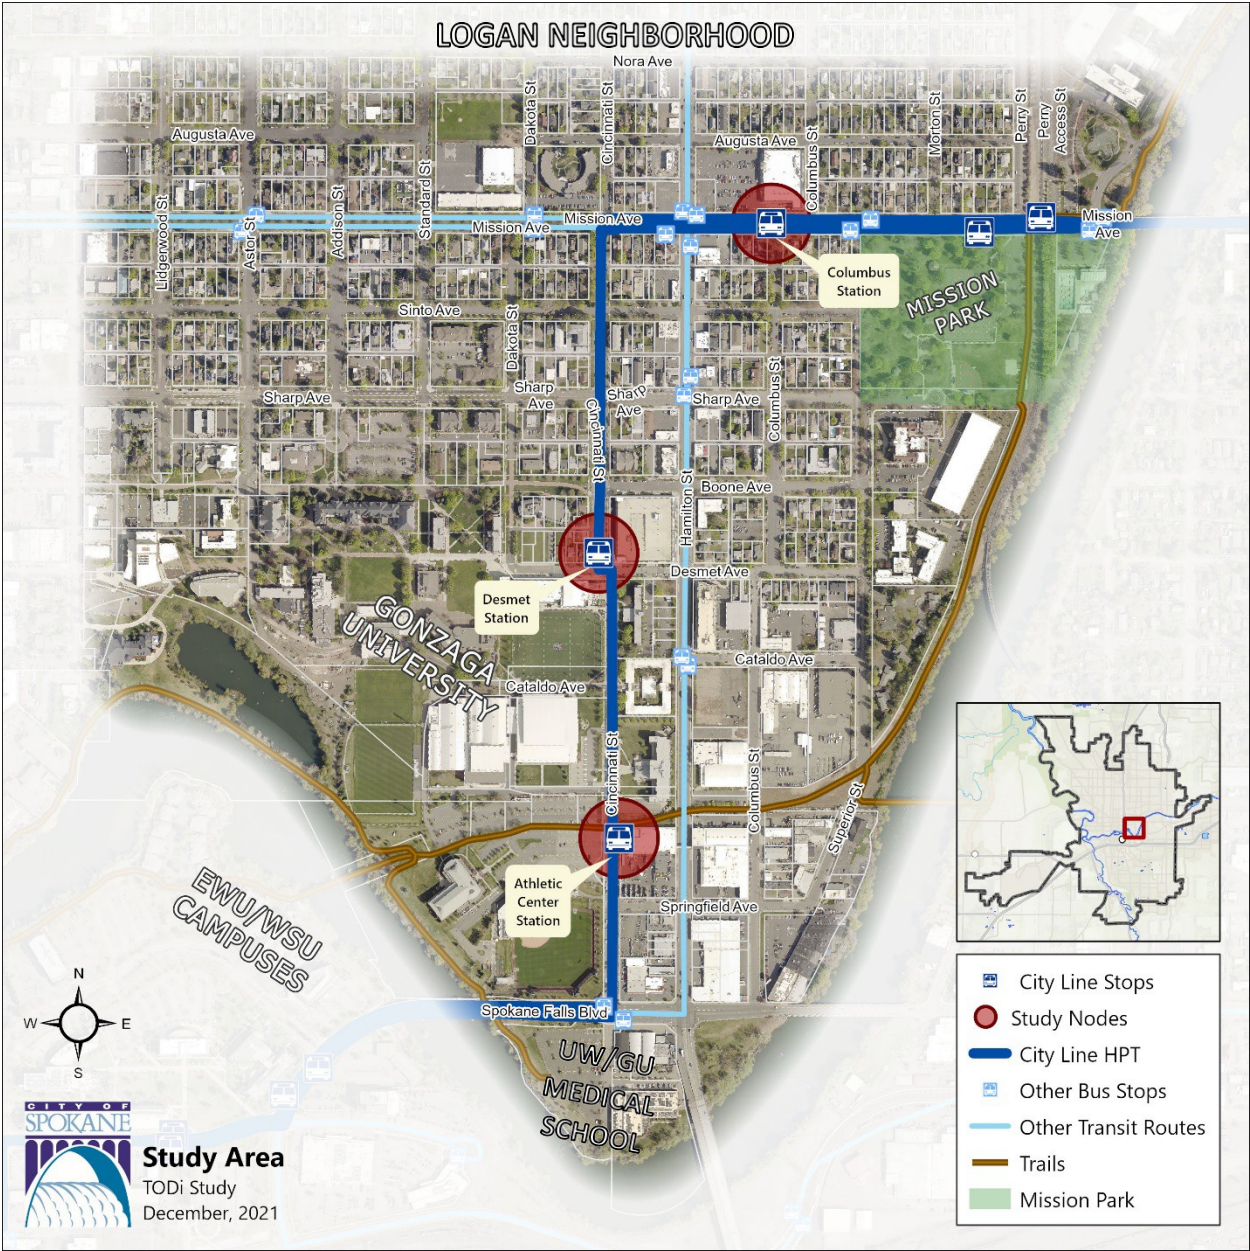 LOGAN NEIGHBORHOOD
Nora Ave
Dakota St
Cincinnati St
Augusta Ave
Augusta Ave
Columbus St
Morton St
Perry St
Perry
Access St
Lidgerwood St
Astor St
Addison St
Standard St
Mission Ave
Mission Ave
Mission
Ave
Columbus
Station
MISSION
PARK
Sinto Ave
Dakota St
Sharp Ave
Sharp
Ave
Sharp
Ave
Sharp Ave
Columbus St
Cincinnati St
Hamilton St
Boone Ave
Desmet Ave
Desmet
Station
GONZAGA
UNIVERSITY
Cataldo Ave
Cataldo Ave
Cincinnati St
Columbus St
Superior St
Athletic
Center
Station
Springfield Ave
EWU/WSU
CAMPUSES
Spokane Falls Blvd
UW/GU
MEDICAL
SCHOOL
N
W
E
S
CITY OF
SPOKANE
Study Area
TODi Study
December, 2021
City Line Stops
Study Nodes
City Line HPT
Other Bus Stops
Other Transit Routes
Trails
Mission Park